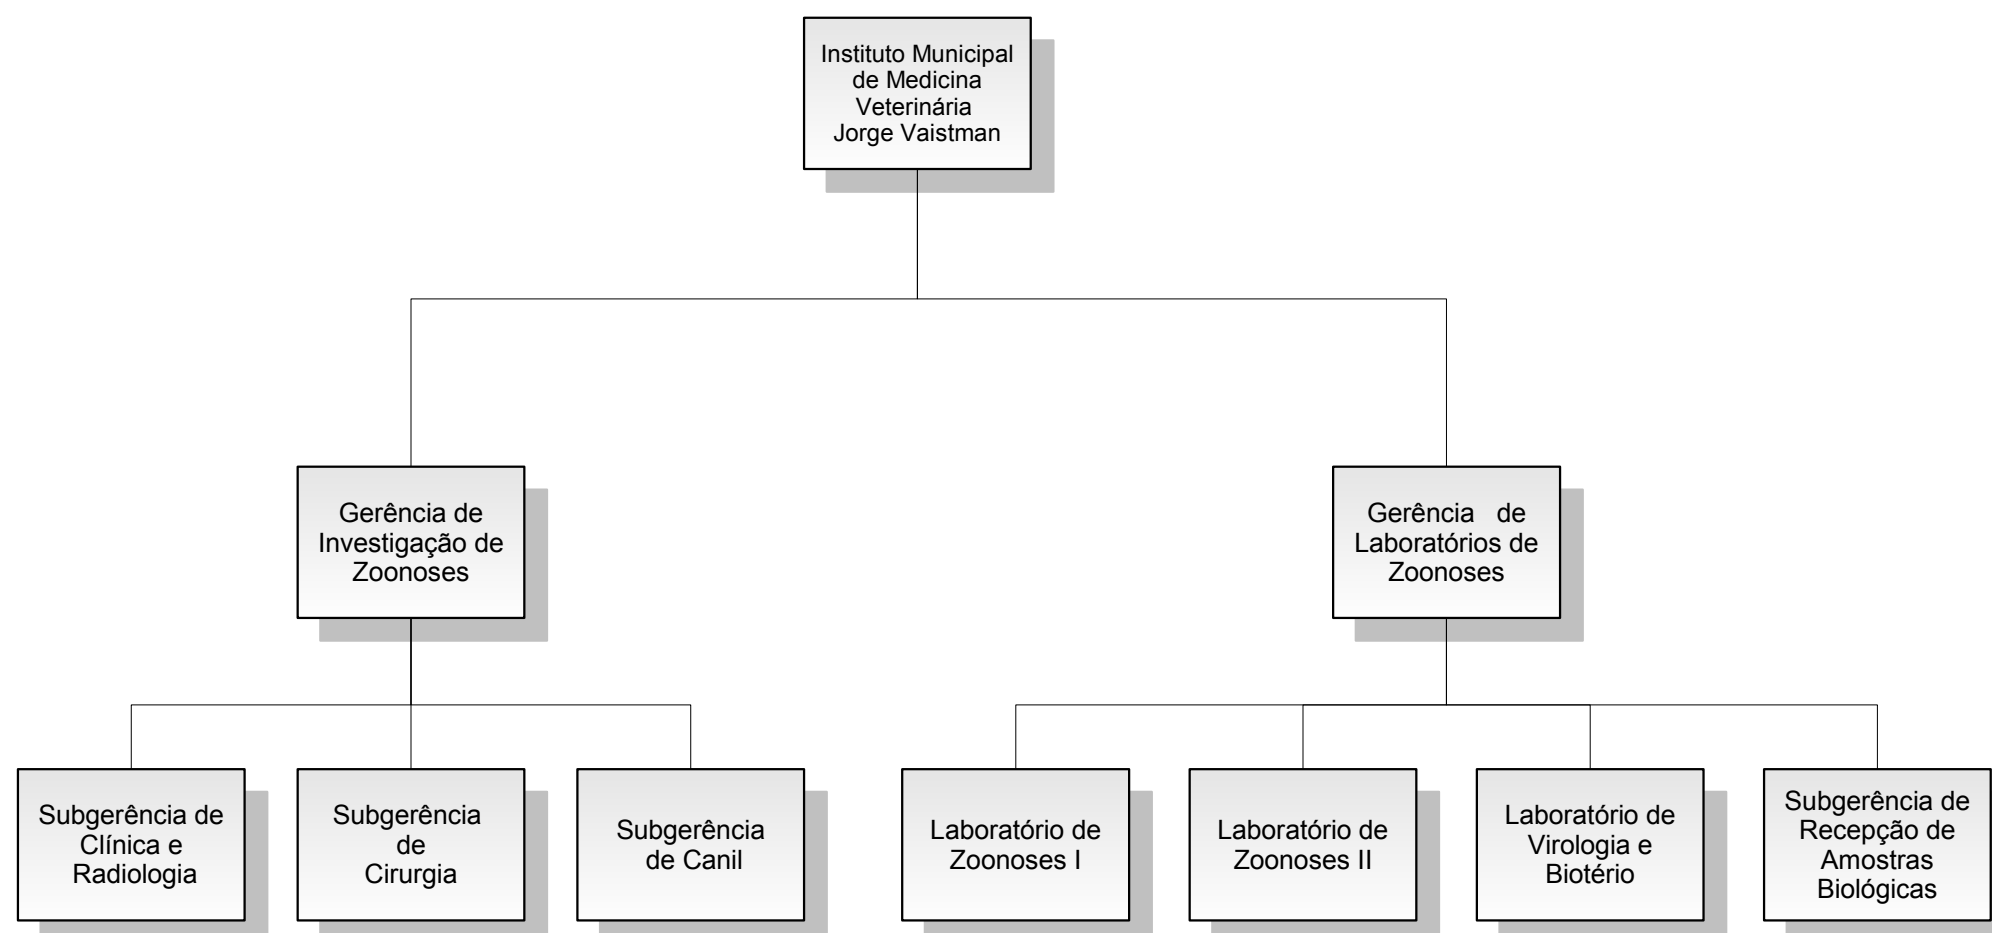 Instituto Municipal
de Medicina
Veterinária
Jorge Vaistman
Gerência de
Investigação de
Zoonoses
Gerência de
Laboratórios de
Zoonoses
Subgerência de
Clínica e
Radiologia
Subgerência
de
Cirurgia
Subgerência
de Canil
Laboratório de
Zoonoses I
Laboratório de
Zoonoses II
Laboratório de
Virologia e
Biotério
Subgerência de
Recepção de
Amostras
Biológicas